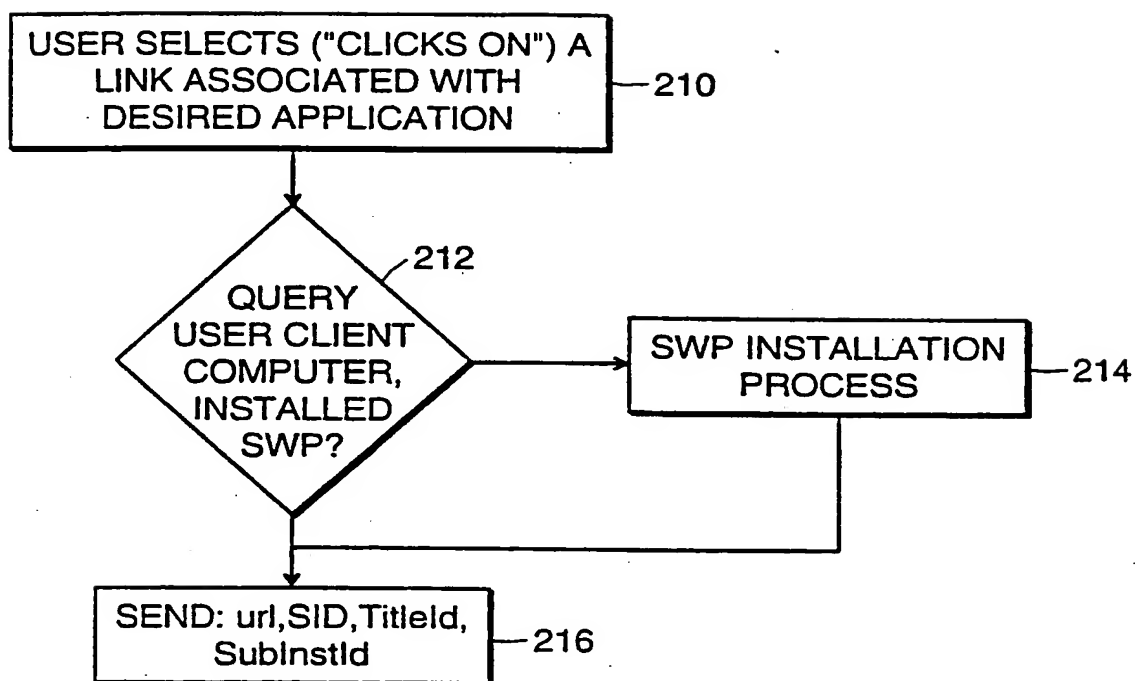 USER SELECTS ("CLICKS ON") A
LINK ASSOCIATED WITH
DESIRED APPLICATION
210
212
QUERY
USER CLIENT
COMPUTER,
INSTALLED
SWP?
SWP INSTALLATION
PROCESS
214
SEND: url,SID,TitleId,
SubInstId
216